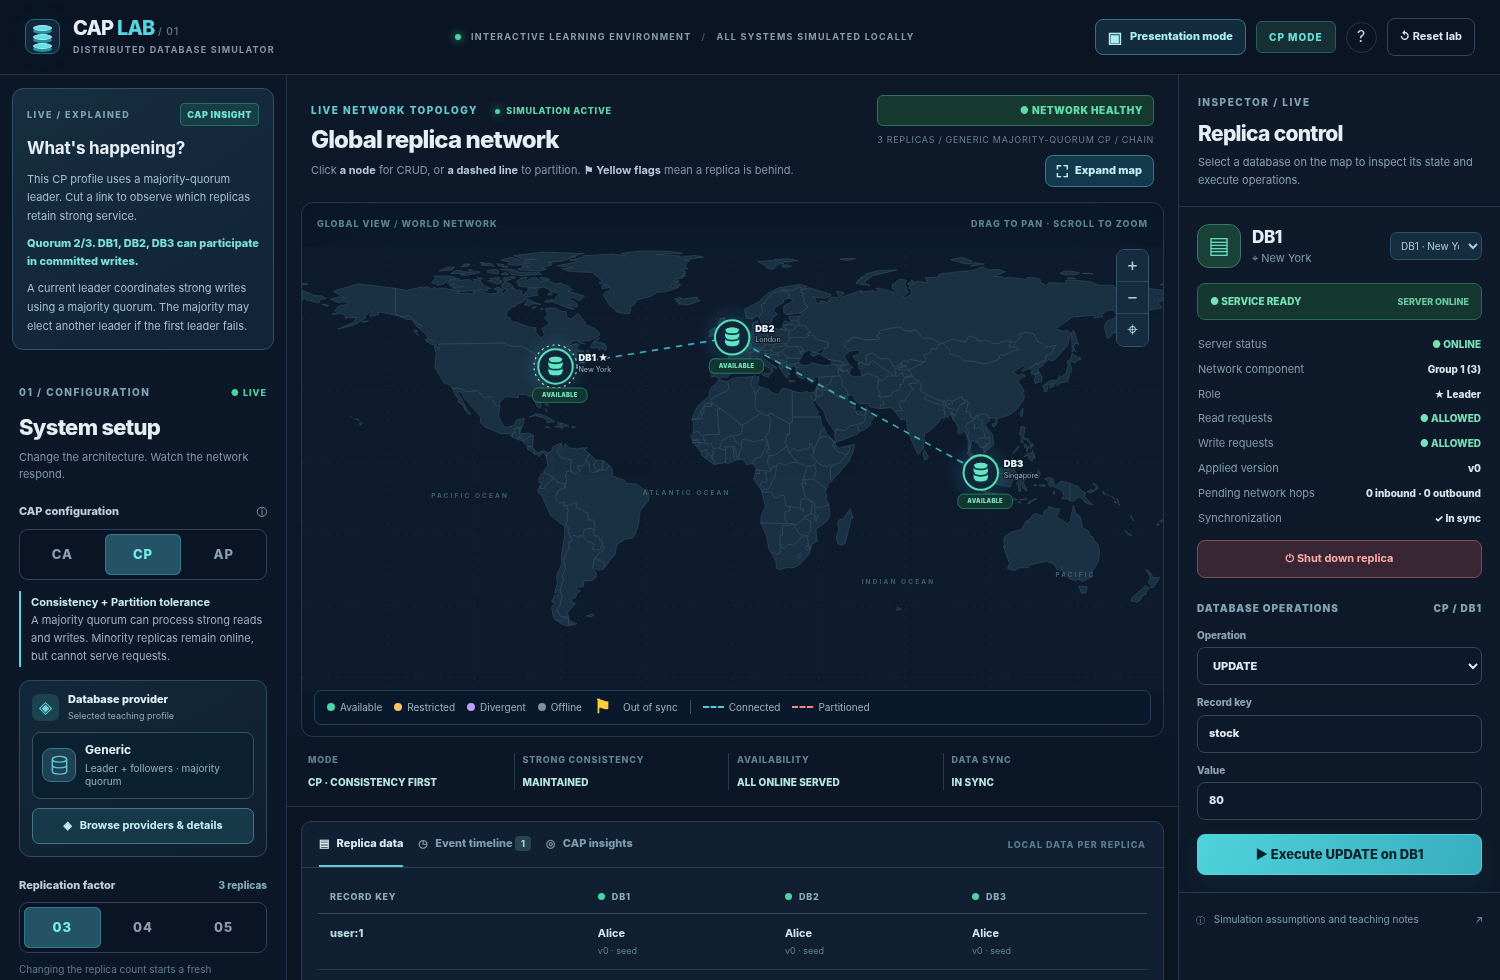 CAP LAB / 01
DISTRIBUTED DATABASE SIMULATOR
INTERACTIVE LEARNING ENVIRONMENT / ALL SYSTEMS SIMULATED LOCALLY
Presentation mode
CP MODE
?
Reset lab
LIVE / EXPLAINED
CAP INSIGHT
What's happening?
This CP profile uses a majority-quorum
leader. Cut a link to observe which replicas
retain strong service.
Quorum 2/3. DB1, DB2, DB3 can participate
in committed writes.
A current leader coordinates strong writes
using a majority quorum. The majority may
elect another leader if the first leader fails.
01 / CONFIGURATION
LIVE
System setup
Change the architecture. Watch the network
respond.
CAP configuration
CA
CP
AP
Consistency + Partition tolerance
A majority quorum can process strong reads
and writes. Minority replicas remain online,
but cannot serve requests.
Database provider
Selected teaching profile
Generic
Leader + followers · majority
quorum
Browse providers & details
Replication factor
3 replicas
03
04
05
Changing the replica count starts a fresh
LIVE NETWORK TOPOLOGY
SIMULATION ACTIVE
Global replica network
Click a node for CRUD, or a dashed line to partition. Yellow flags mean a replica is behind.
NETWORK HEALTHY
3 REPLICAS / GENERIC MAJORITY-QUORUM CP / CHAIN
Expand map
GLOBAL VIEW / WORLD NETWORK
DRAG TO PAN · SCROLL TO ZOOM
+
−
DB1 ★
New York
AVAILABLE
DB2
London
AVAILABLE
DB3
Singapore
AVAILABLE
PACIFIC OCEAN
ATLANTIC OCEAN
INDIAN OCEAN
PACIFIC
Available
Restricted
Divergent
Offline
Out of sync
Connected
Partitioned
MODE
CP · CONSISTENCY FIRST
STRONG CONSISTENCY
MAINTAINED
AVAILABILITY
ALL ONLINE SERVED
DATA SYNC
IN SYNC
Replica data
Event timeline 1
CAP insights
LOCAL DATA PER REPLICA
RECORD KEY
DB1
DB2
DB3
user:1
Alice
Alice
Alice
v0 · seed
v0 · seed
v0 · seed
INSPECTOR / LIVE
Replica control
Select a database on the map to inspect its state and
execute operations.
DB1
New York
DB1 · New Y
SERVICE READY
SERVER ONLINE
Server status
ONLINE
Network component
Group 1 (3)
Role
★ Leader
Read requests
ALLOWED
Write requests
ALLOWED
Applied version
v0
Pending network hops
0 inbound · 0 outbound
Synchronization
✓ In sync
Shut down replica
DATABASE OPERATIONS
CP / DB1
Operation
UPDATE
Record key
stock
Value
80
▶ Execute UPDATE on DB1
Simulation assumptions and teaching notes